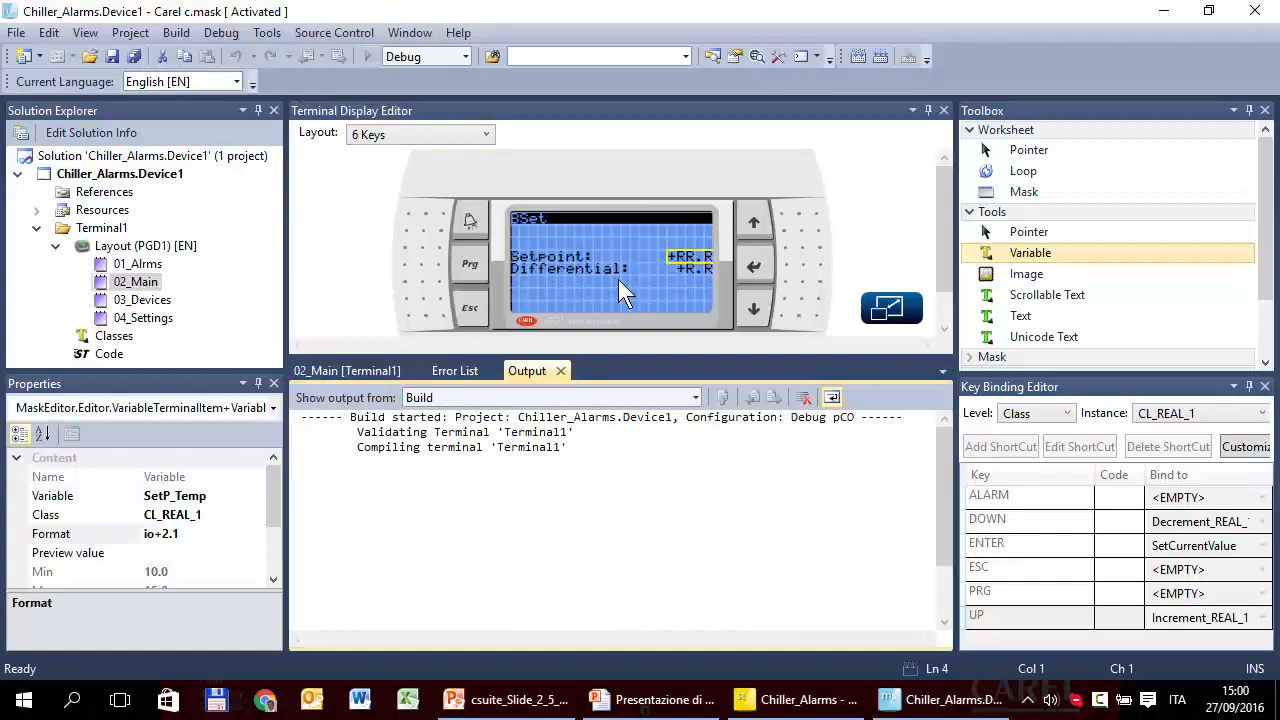 Chiller_Alarms.Device1 - Carel c.mask [ Activated ]
File Edit View Project Build Debug Tools Source Control Window Help
Debug
Current Language: English [EN]
Solution Explorer
Edit Solution Info
Solution 'Chiller_Alarms.Device1' (1 project)
Chiller_Alarms.Device1
References
Resources
Terminal1
Layout (PGD1) [EN]
01_Alrms
02_Main
03_Devices
04_Settings
Classes
Code
Properties
MaskEditor.Editor.VariableTerminalItem+Variabl
Content
Name Variable
Variable SetP_Temp
Class CL_REAL_1
Format io+2.1
Preview value
Min 10.0
Format
Terminal Display Editor
Layout: 6 Keys
Set
Setpoint: +RR.R
Differential: +R.R
Prg
Esc
CAREL
02_Main [Terminal1] Error List Output
Show output from: Build
------ Build started: Project: Chiller_Alarms.Device1, Configuration: Debug pCO ------
Validating Terminal 'Terminal1'
Compiling terminal 'Terminal1'
Toolbox
Worksheet
Pointer
Loop
Mask
Tools
Pointer
Variable
Image
Scrollable Text
Text
Unicode Text
Mask
Key Binding Editor
Level: Class Instance: CL_REAL_1
Add ShortCut Edit ShortCut Delete ShortCut Customiz
Key Code Bind to
ALARM <EMPTY>
DOWN Decrement_REAL_
ENTER SetCurrentValue
ESC <EMPTY>
PRG <EMPTY>
UP Increment_REAL_1
Ready Ln 4 Col 1 Ch 1 INS
csuite_Slide_2_5_... Presentazione di ... Chiller_Alarms - ... Chiller_Alarms.D... ITA
15:00
27/09/2016